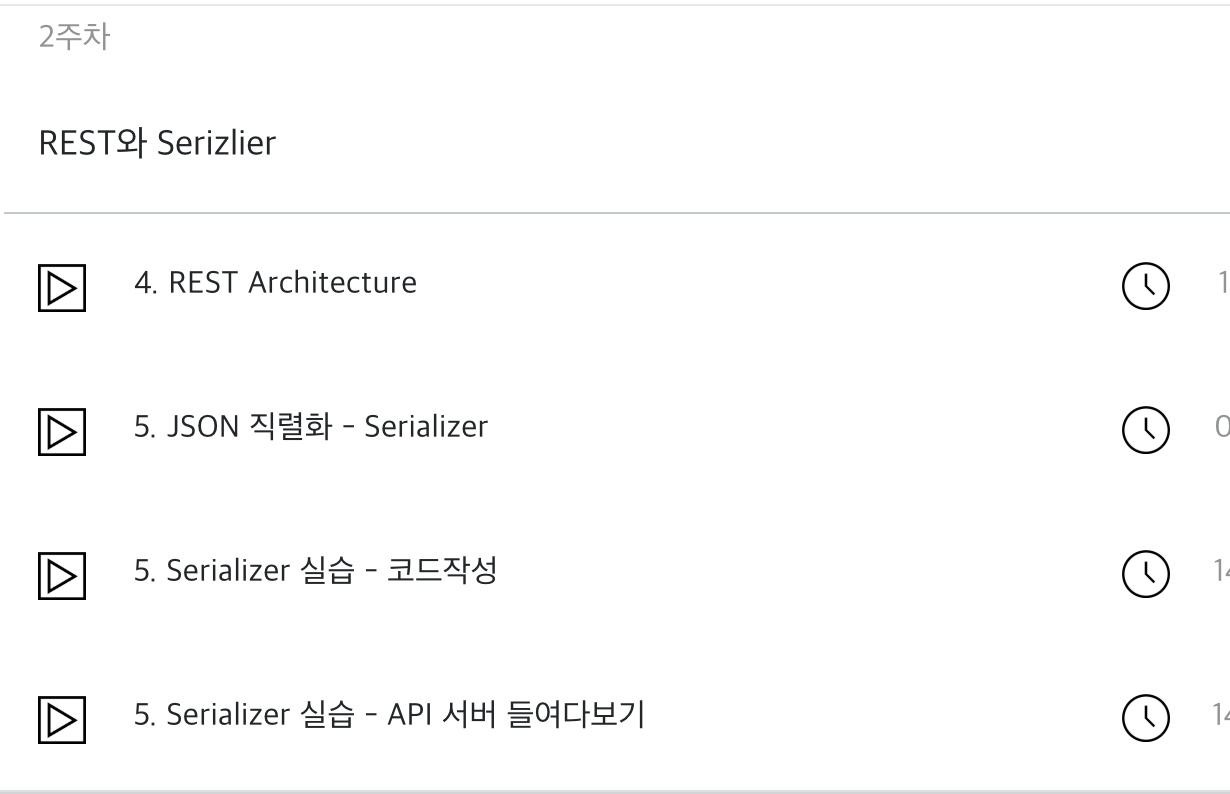 2주차
REST와 Serizlier
4. REST Architecture
5. JSON 직렬화 - Serializer
5. Serializer 실습 - 코드작성
5. Serializer 실습 - API 서버 들여다보기